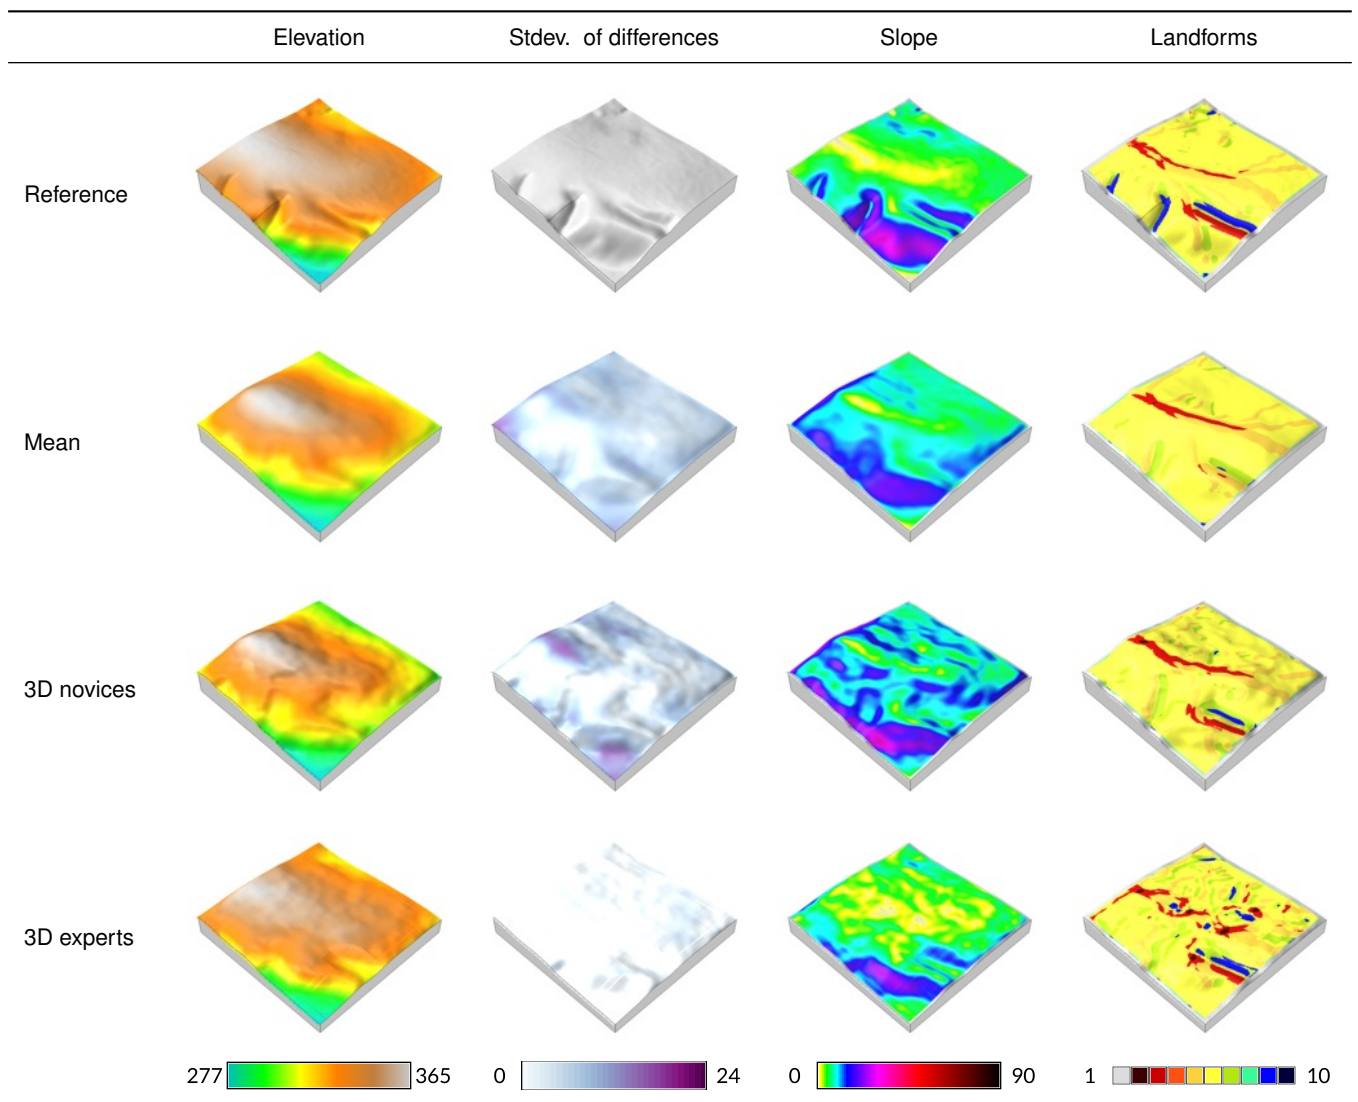 Elevation Stdev. of differences Slope Landforms
Reference
Mean
3D novices
3D experts
277 365 0 24 0 90 1 10